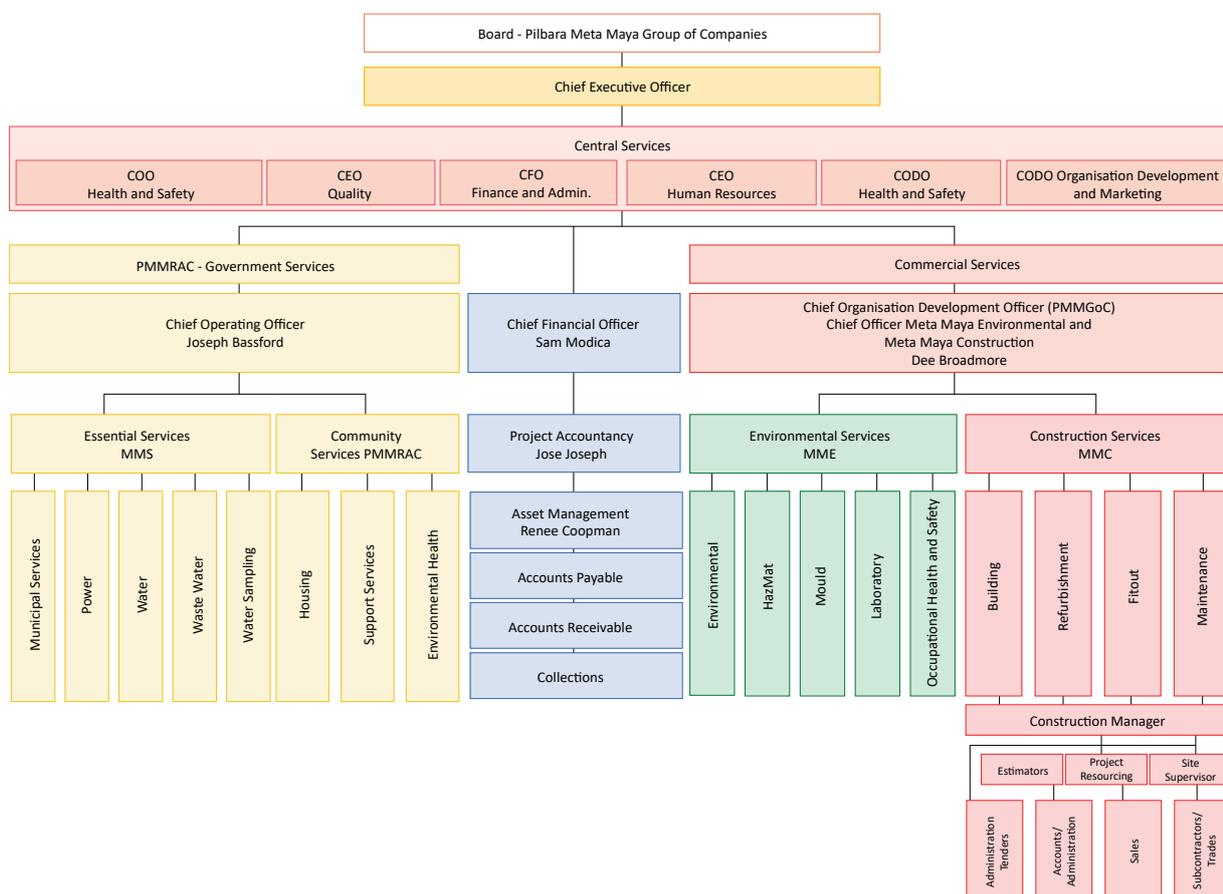 Board - Pilbara Meta Maya Group of Companies
Chief Executive Officer
Central Services
COO
Health and Safety
CEO
Quality
CFO
Finance and Admin.
CEO
Human Resources
CODO
Health and Safety
CODO Organisation Development
and Marketing
PMMRAC - Government Services
Commercial Services
Chief Operating Officer
Joseph Bassford
Chief Financial Officer
Sam Modica
Chief Organisation Development Officer (PMMGoC)
Chief Officer Meta Maya Environmental and
Meta Maya Construction
Dee Broadmore
Essential Services
MMS
Community
Services PMMRAC
Project Accountancy
Jose Joseph
Environmental Services
MME
Construction Services
MMC
Municipal Services
Power
Water
Waste Water
Water Sampling
Housing
Support Services
Environmental Health
Asset Management
Renee Coopman
Accounts Payable
Accounts Receivable
Collections
Environmental
HazMat
Mould
Laboratory
Occupational Health and Safety
Building
Refurbishment
Fitout
Maintenance
Construction Manager
Estimators
Project
Resourcing
Site
Supervisor
Administration
Tenders
Accounts/
Administration
Sales
Subcontractors/
Trades